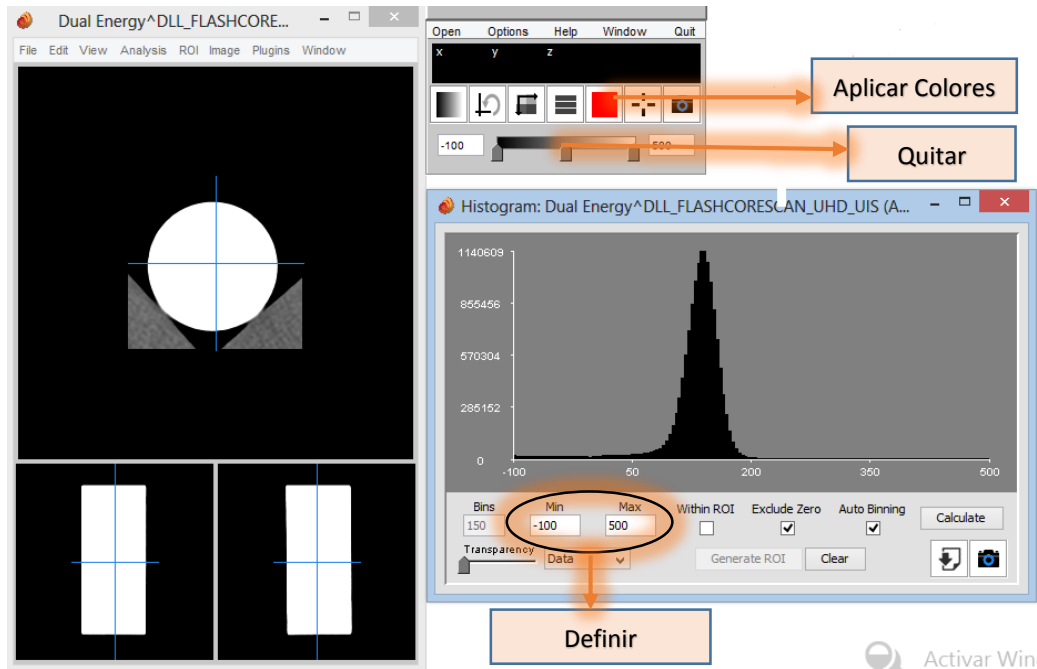 Dual Energy^DLL_FLASHCORE...
File Edit View Analysis ROI Image Plugins Window
Open Options Help Window Quit
x y z
-100 500
Aplicar Colores
Quitar
Histogram: Dual Energy^DLL_FLASHCORESCAN_UHD_UIS (A...
1140609
855456
570304
285152
0
-100 50 200 350 500
Bins Min Max Within ROI Exclude Zero Auto Binning
150 -100 500
Calculate
Transparency
Data
Generate ROI Clear
Definir
Activar Win